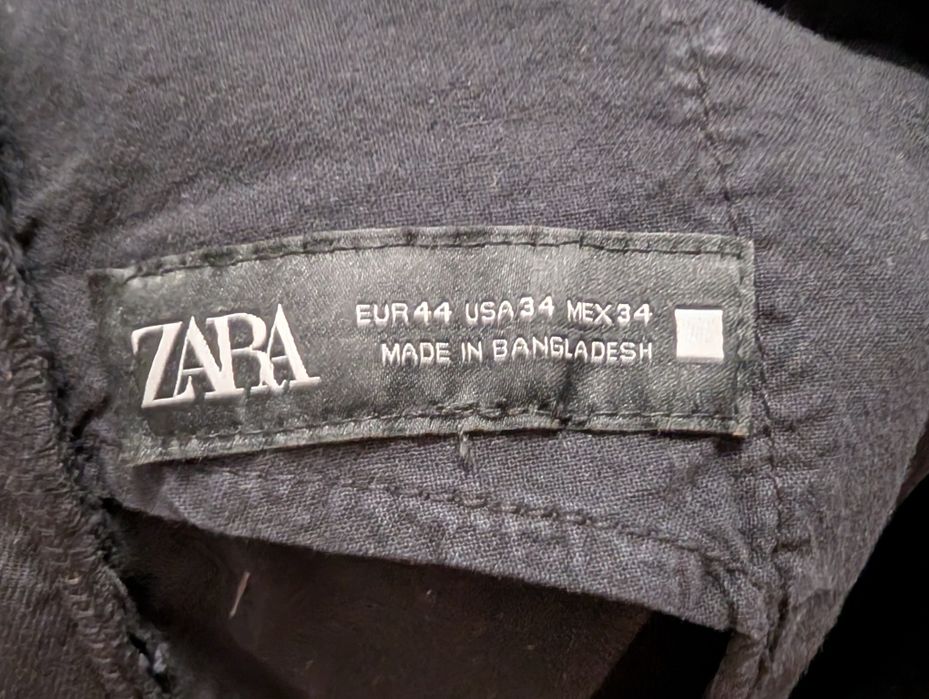 ZARA
EUR 44 USA 34 MEX 34
MADE IN BANGLADESH